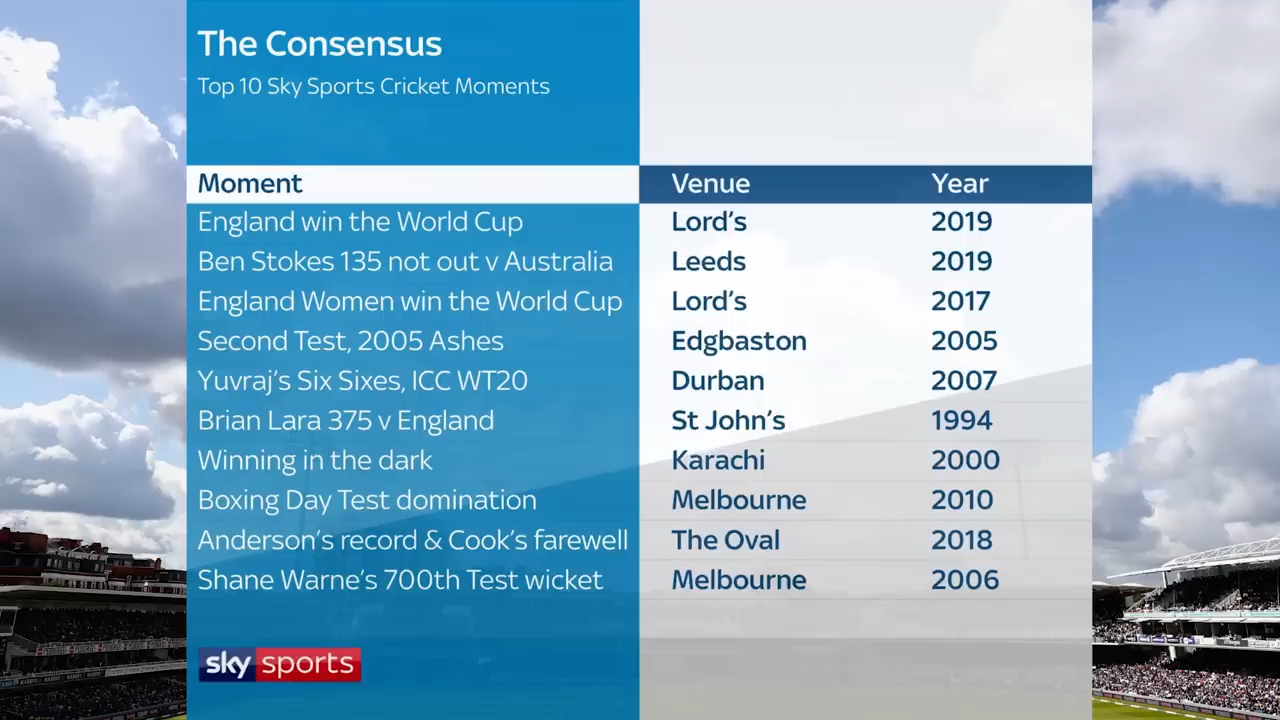 The Consensus
Top 10 Sky Sports Cricket Moments
Moment Venue Year
England win the World Cup Lord's 2019
Ben Stokes 135 not out v Australia Leeds 2019
England Women win the World Cup Lord's 2017
Second Test, 2005 Ashes Edgbaston 2005
Yuvraj's Six Sixes, ICC WT20 Durban 2007
Brian Lara 375 v England St John's 1994
Winning in the dark Karachi 2000
Boxing Day Test domination Melbourne 2010
Anderson's record & Cook's farewell The Oval 2018
Shane Warne's 700th Test wicket Melbourne 2006
sky sports